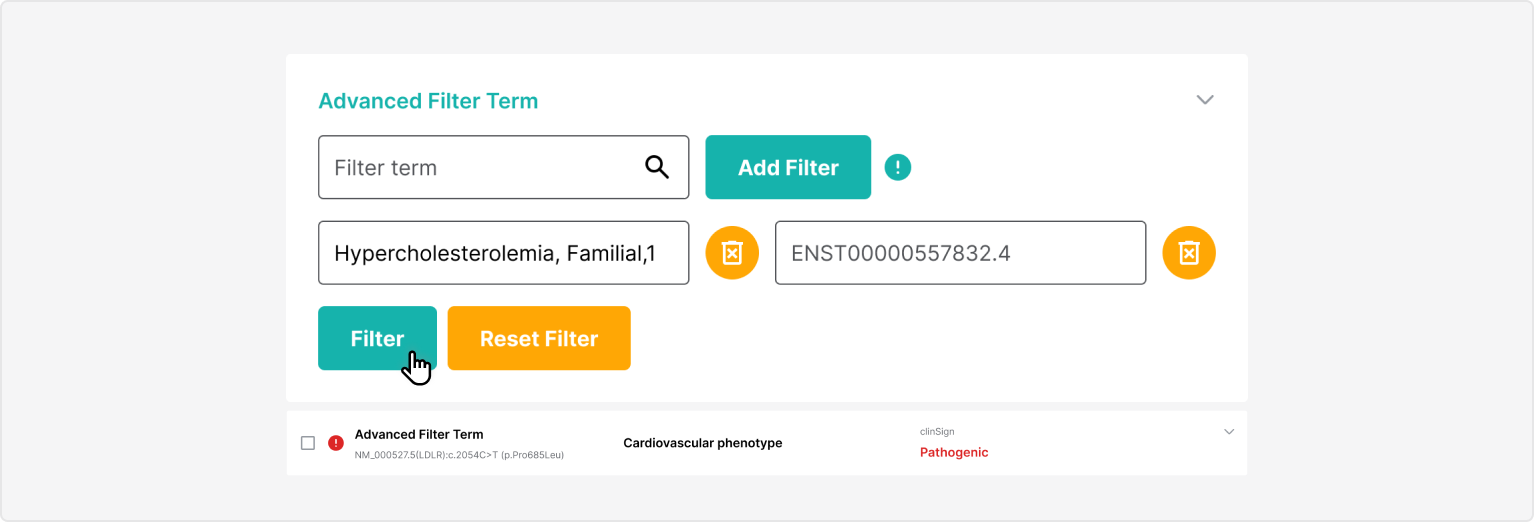 Advanced Filter Term
Filter term
Add Filter
!
Hypercholesterolemia, Familial,1
ENST00000557832.4
Filter
Reset Filter
!
Advanced Filter Term
NM_000527.5(LDLR):c.2054C>T (p.Pro685Leu)
Cardiovascular phenotype
clinSign
Pathogenic